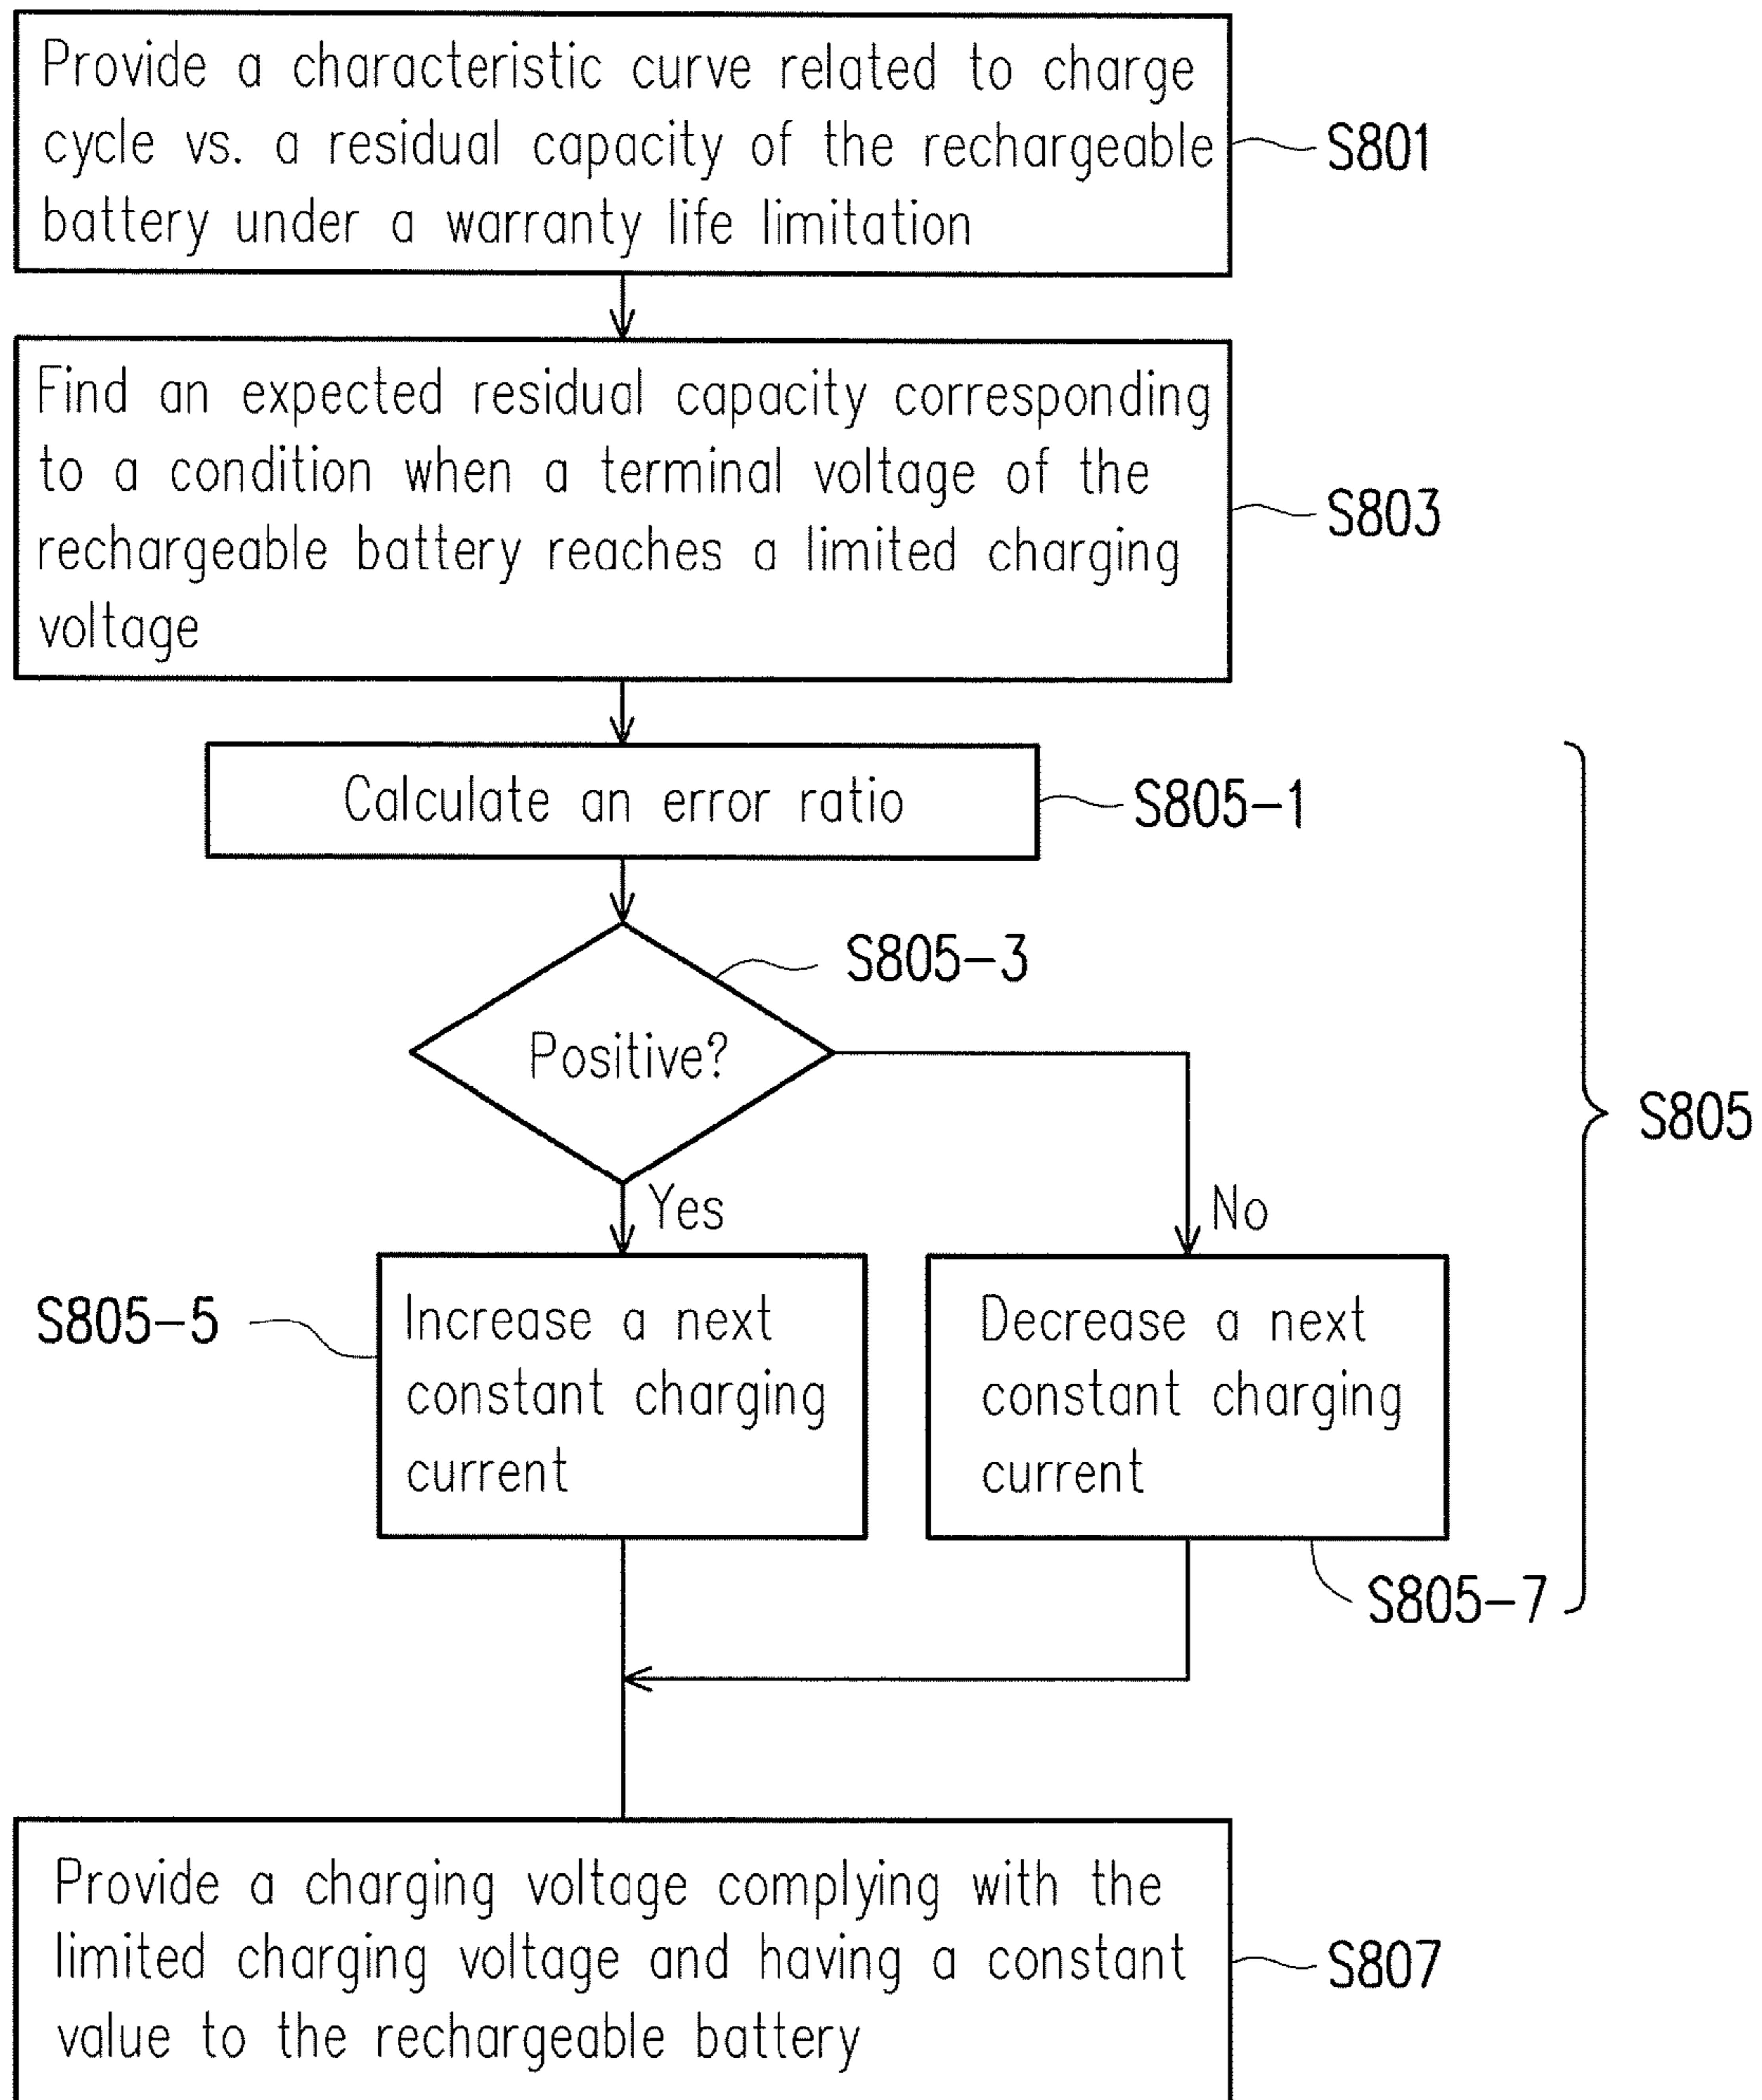 Provide a characteristic curve related to charge
cycle vs. a residual capacity of the rechargeable
battery under a warranty life limitation
S801
Find an expected residual capacity corresponding
to a condition when a terminal voltage of the
rechargeable battery reaches a limited charging
voltage
S803
Calculate an error ratio
S805-1
S805-3
Positive?
S805
Yes
No
S805-5
Increase a next
constant charging
current
Decrease a next
constant charging
current
S805-7
Provide a charging voltage complying with the
limited charging voltage and having a constant
value to the rechargeable battery
S807